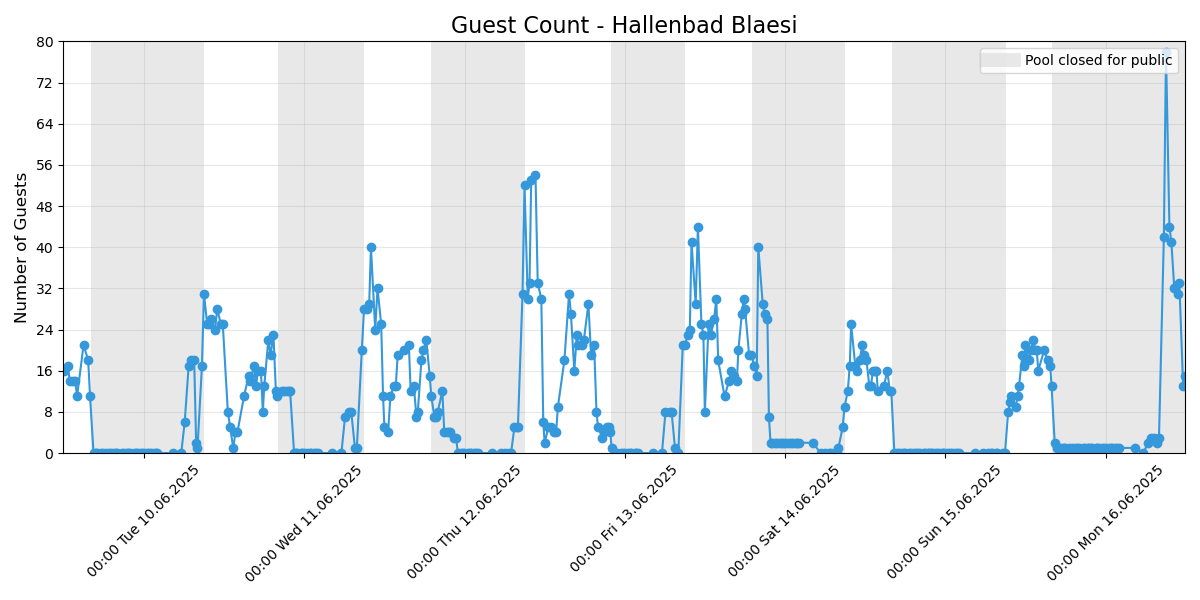 Guest Count - Hallenbad Blaesi
Pool closed for public
Number of Guests
80
72
64
56
48
40
32
24
16
8
0
00:00 Tue 10.06.2025
00:00 Wed 11.06.2025
00:00 Thu 12.06.2025
00:00 Fri 13.06.2025
00:00 Sat 14.06.2025
00:00 Sun 15.06.2025
00:00 Mon 16.06.2025